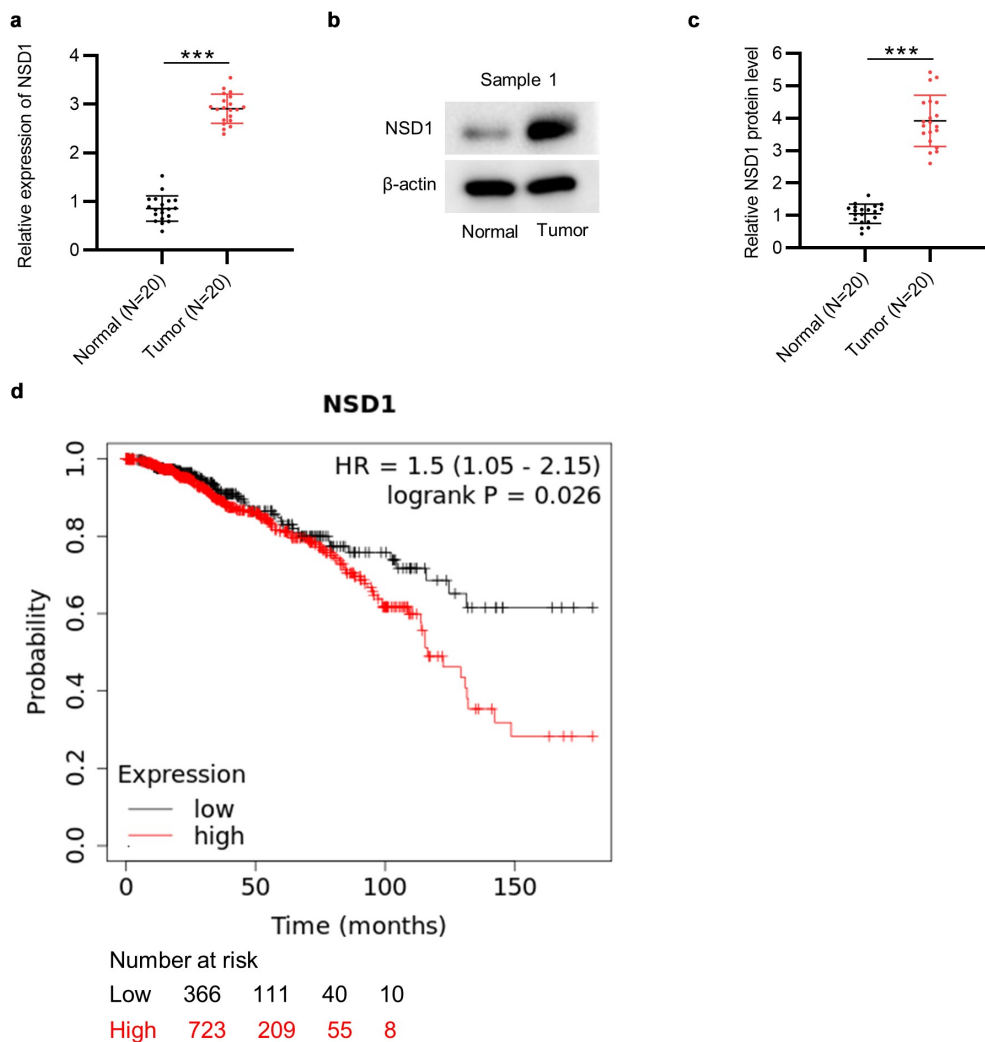 a
Relative expression of NSD1
4
3
2
1
0
***
Normal (N=20)
Tumor (N=20)
b
Sample 1
NSD1
β-actin
Normal Tumor
c
Relative NSD1 protein level
6
5
4
3
2
1
0
***
Normal (N=20)
Tumor (N=20)
d
NSD1
HR = 1.5 (1.05 - 2.15)
logrank P = 0.026
Probability
1.0
0.8
0.6
0.4
0.2
0.0
Expression
low
high
0 50 100 150
Time (months)
Number at risk
Low 366 111 40 10
High 723 209 55 8